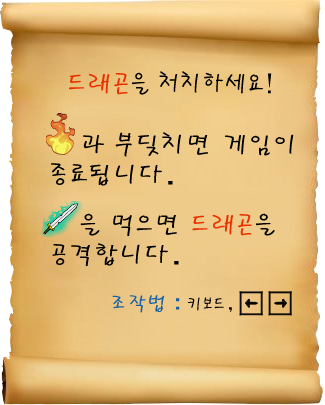 드래곤을 처치하세요!
과 부딪치면 게임이
종료됩니다.
을 먹으면 드래곤을
공격합니다.
조작법 : 키보드, ← →